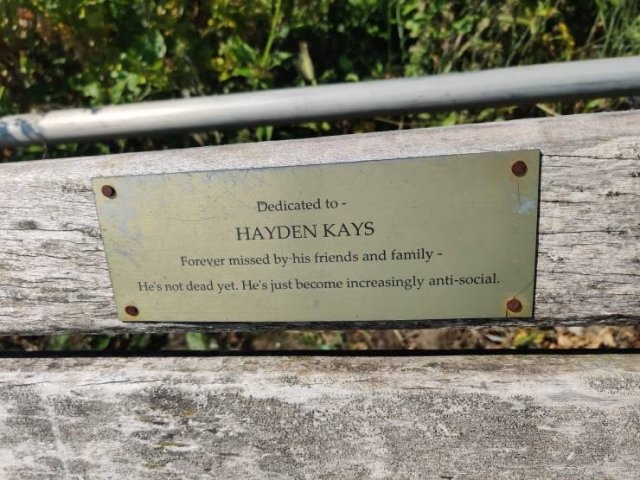 Dedicated to -
HAYDEN KAYS
Forever missed by his friends and family -
He's not dead yet. He's just become increasingly anti-social.